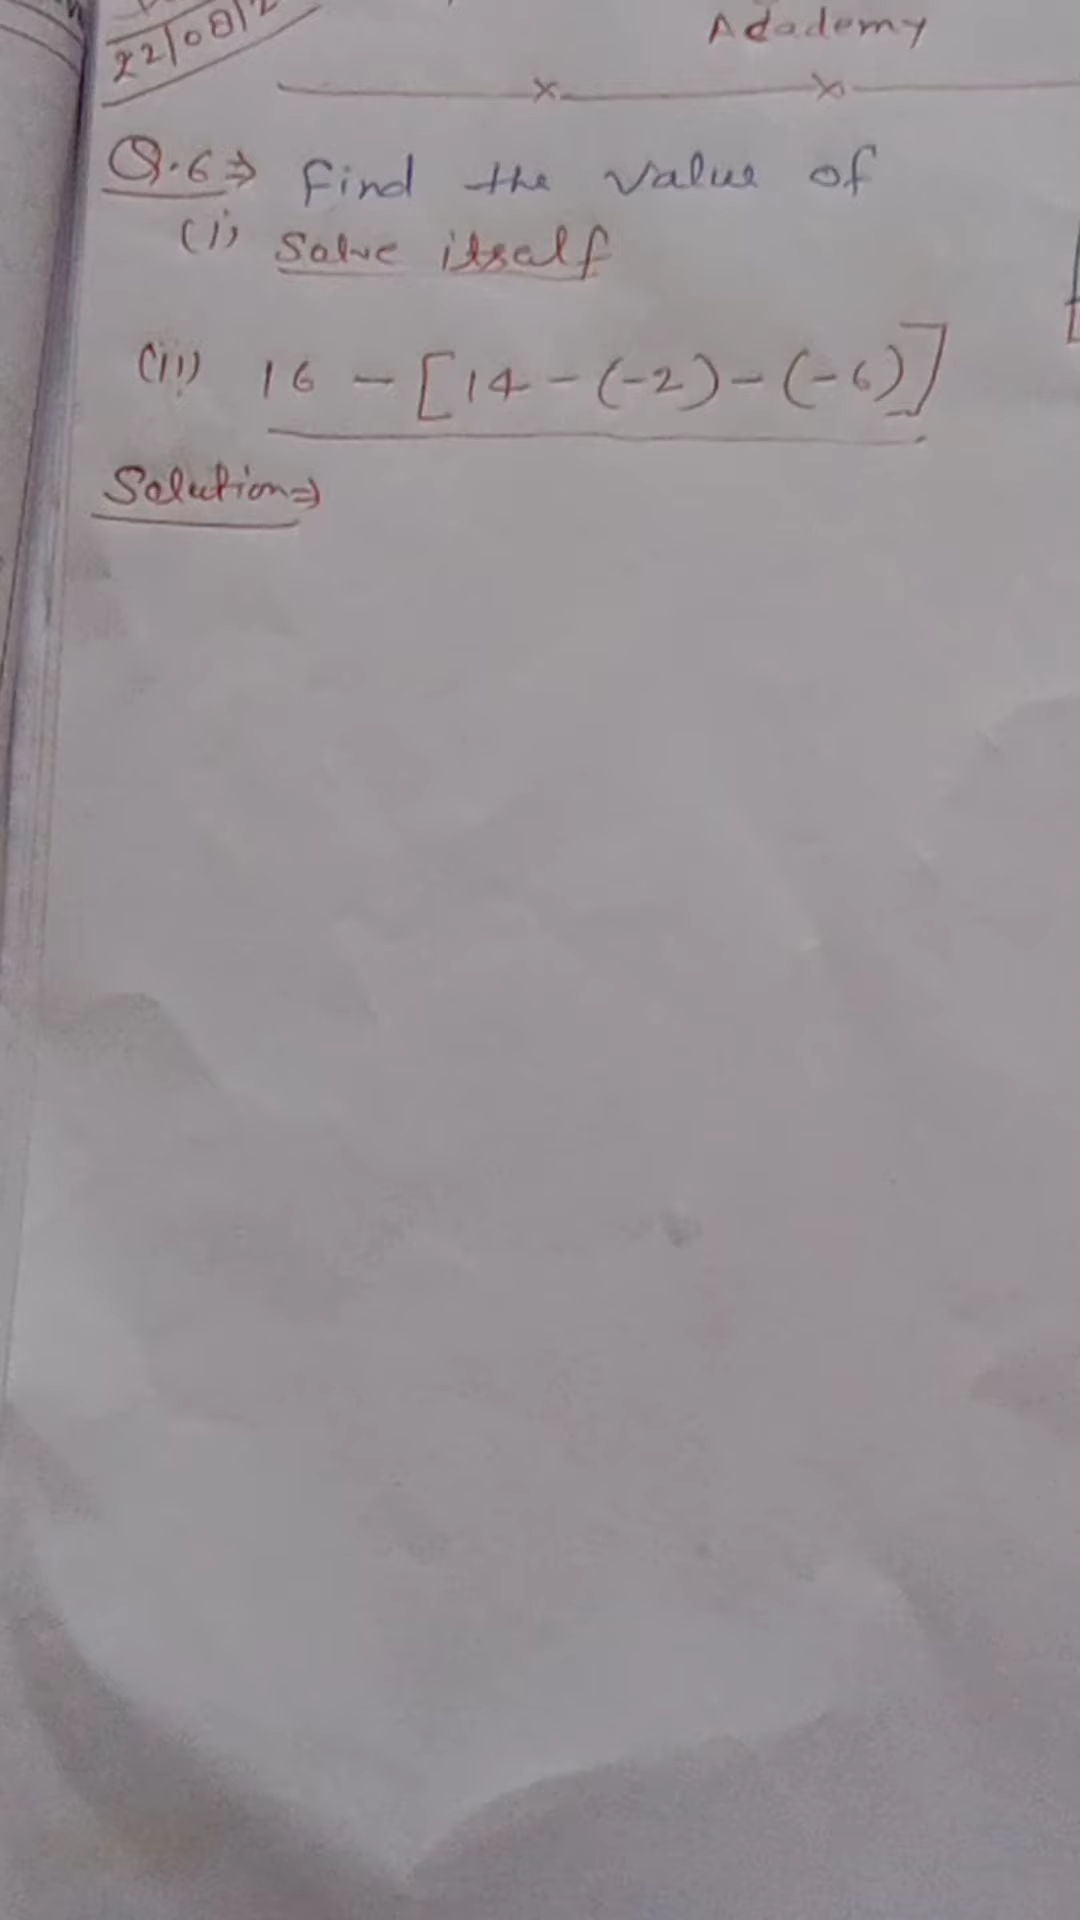 22/08/2
Adademy
Q.6⇒ Find the value of
(i) Solve itself
(ii) 16 - [14-(-2)-(-6)]
Solution⇒